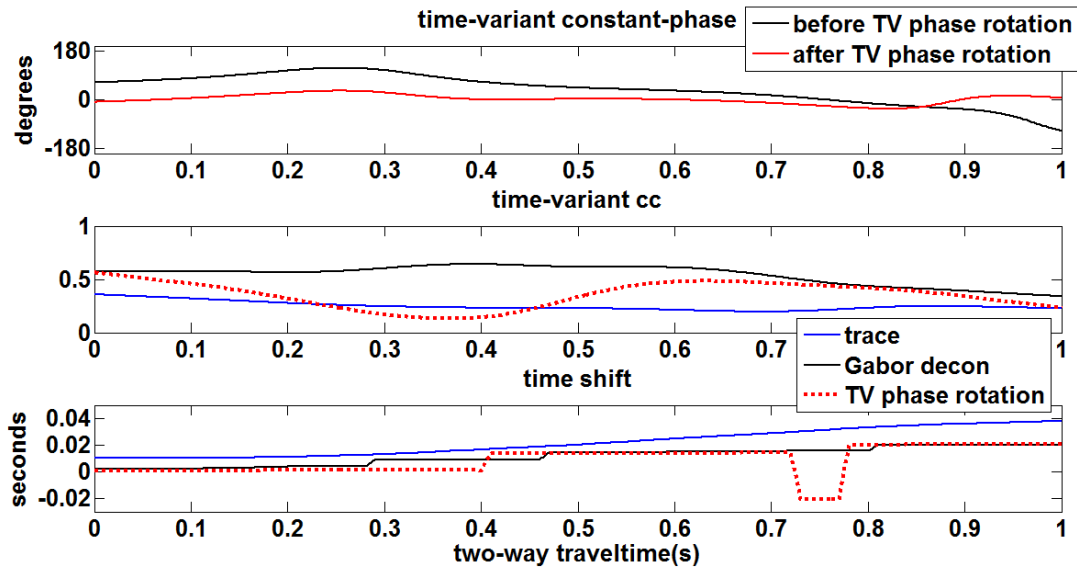 time-variant constant-phase
before TV phase rotation
after TV phase rotation
degrees
180
0
-180
0 0.1 0.2 0.3 0.4 0.5 0.6 0.7 0.8 0.9 1
time-variant cc
1
0.5
0
0 0.1 0.2 0.3 0.4 0.5 0.6 0.7 1
trace
Gabor decon
TV phase rotation
time shift
seconds
0.04
0.02
0
-0.02
0 0.1 0.2 0.3 0.4 0.5 0.6 0.7 0.8 0.9 1
two-way traveltime(s)